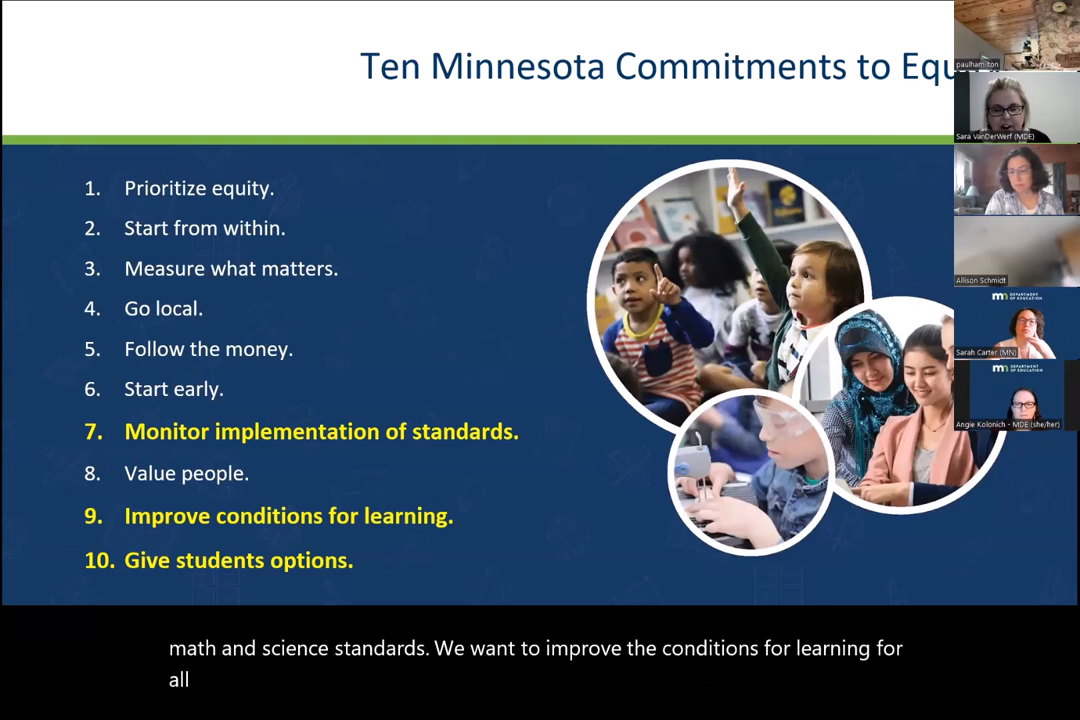 Ten Minnesota Commitments to Equ
1. Prioritize equity.
2. Start from within.
3. Measure what matters.
4. Go local.
5. Follow the money.
6. Start early.
7. Monitor implementation of standards.
8. Value people.
9. Improve conditions for learning.
10. Give students options.
paulhamilton
Sara VanDerWerf (MDE)
Allison Schmidt
DEPARTMENT
OF EDUCATION
Sarah Carter (MN)
DEPARTMENT
OF EDUCATION
Angie Kolonich - MDE (she/her)
math and science standards. We want to improve the conditions for learning for
all